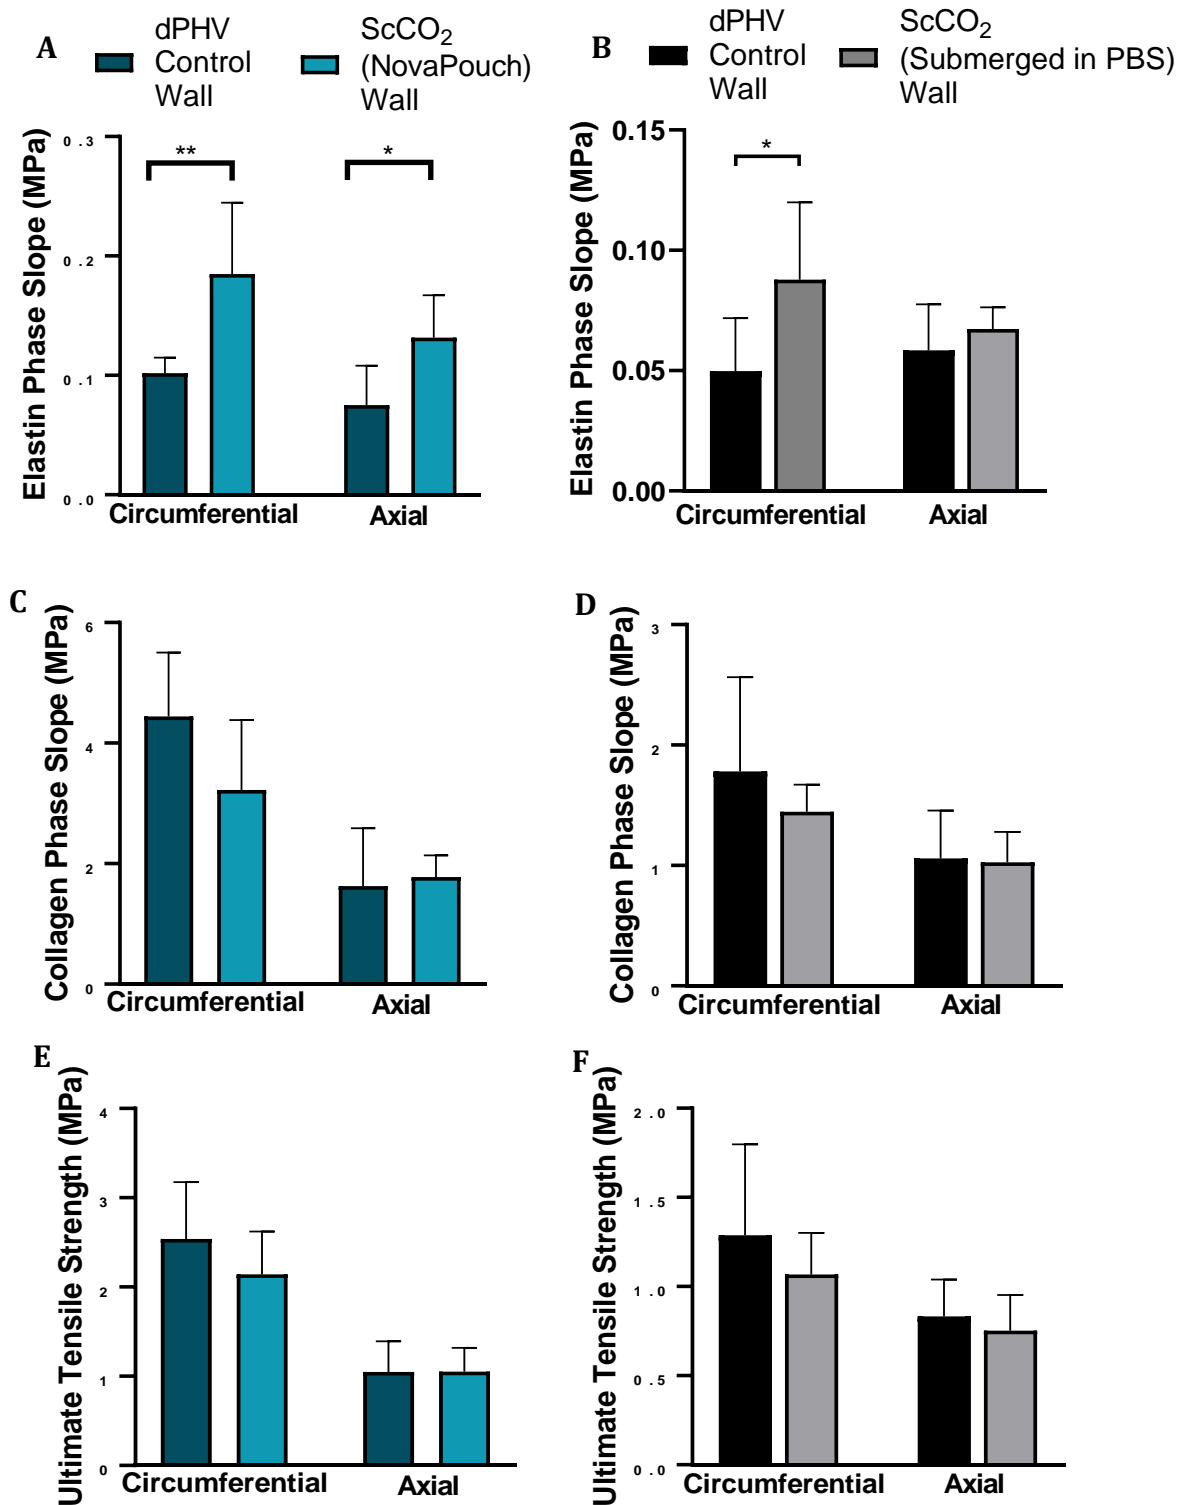 A
dPHV
Control
Wall
ScCO2
(NovaPouch)
Wall
Elastin Phase Slope (MPa)
0.3
0.2
0.1
0.0
**
*
Circumferential
Axial
B
dPHV
Control
Wall
ScCO2
(Submerged in PBS)
Wall
Elastin Phase Slope (MPa)
0.15
0.10
0.05
0.00
*
Circumferential
Axial
C
Collagen Phase Slope (MPa)
6
4
2
0
Circumferential
Axial
D
Collagen Phase Slope (MPa)
3
2
1
0
Circumferential
Axial
E
Ultimate Tensile Strength (MPa)
4
3
2
1
0
Circumferential
Axial
F
Ultimate Tensile Strength (MPa)
2.0
1.5
1.0
0.5
0.0
Circumferential
Axial